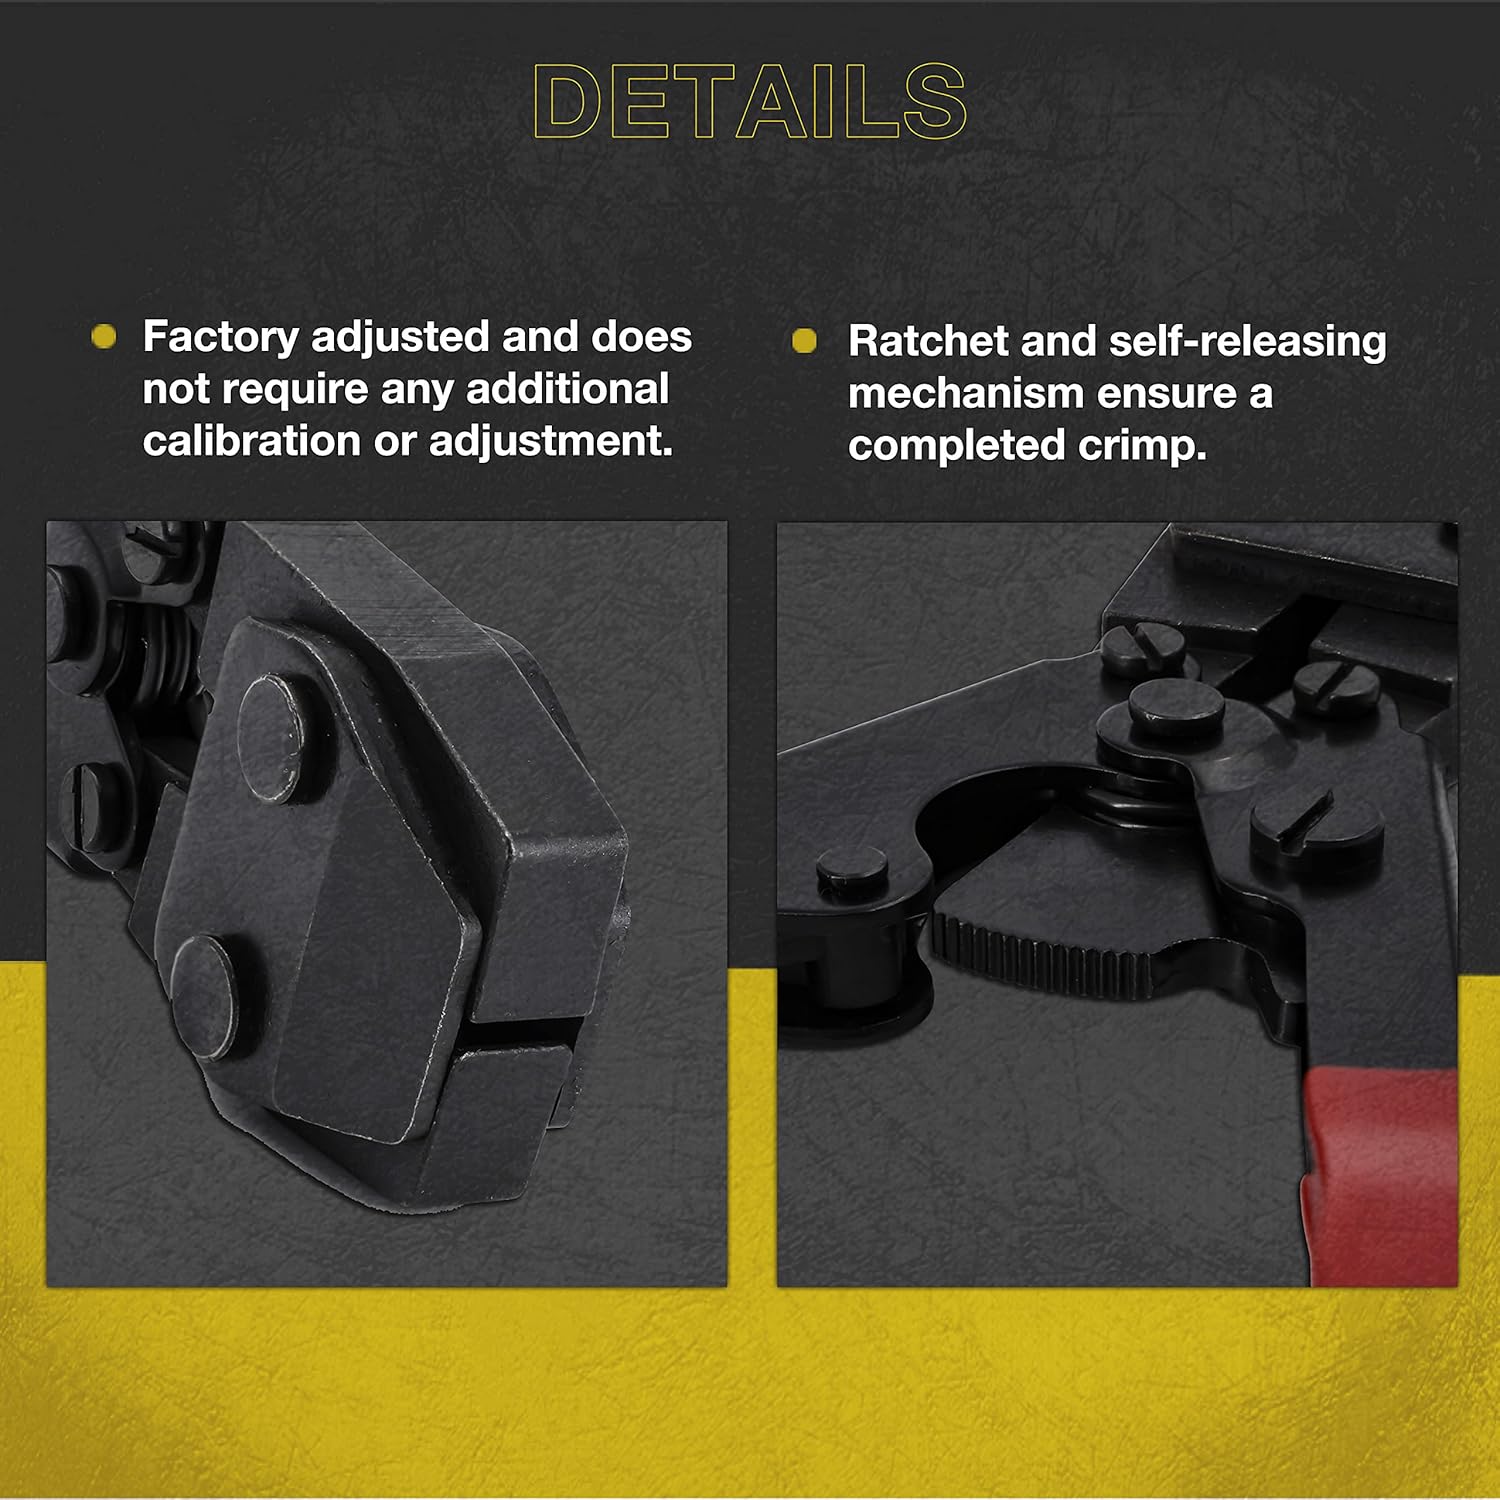 DETAILS
Factory adjusted and does
not require any additional
calibration or adjustment.
Ratchet and self-releasing
mechanism ensure a
completed crimp.